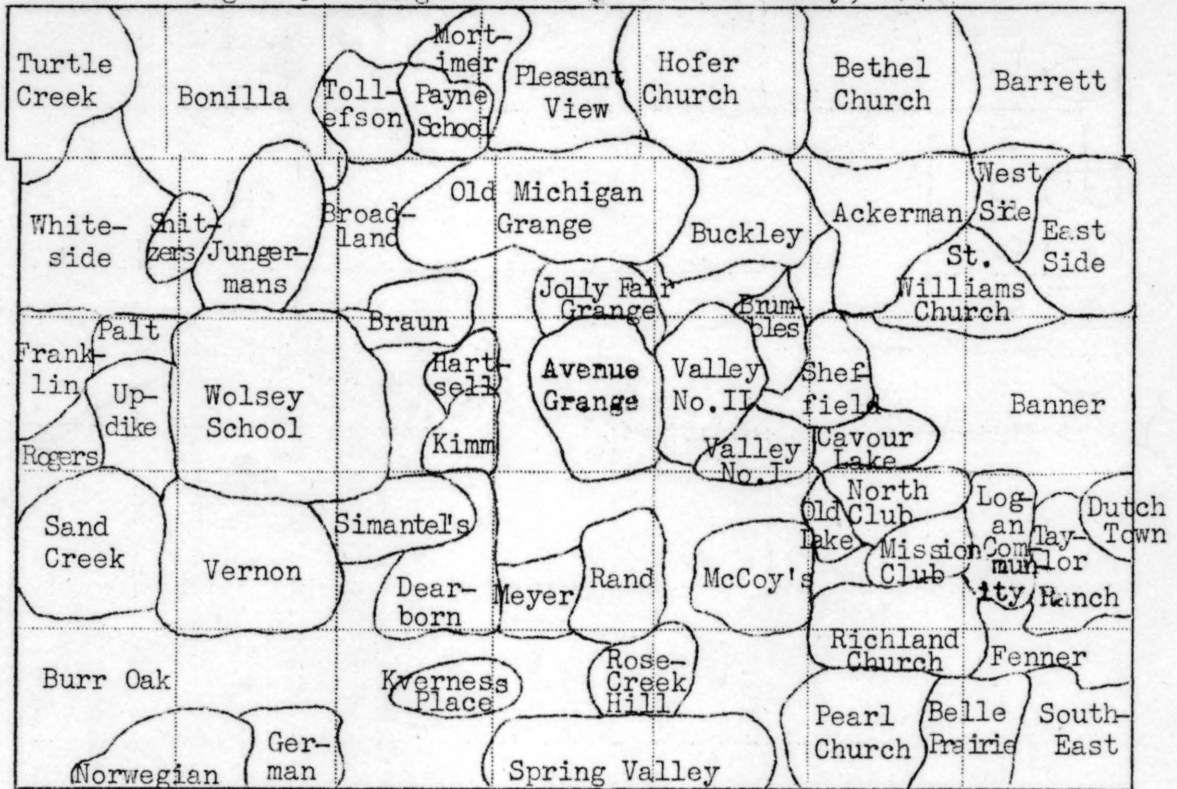 Turtle
Creek
Bonilla
Toll-
efson
Mort-
imer
Payne
School
Pleasant
View
Hofer
Church
Bethel
Church
Barrett
White-
side
Shit-
zers
Junger-
mans
Broad-
land
Old Michigan
Grange
Buckley
Ackerman
West
Side
East
Side
St.
Williams
Church
Frank-
lin
Palt
Up-
dike
Rogers
Wolsey
School
Braun
Hart-
sell
Kimm
Jolly Fair
Grange
Avenue
Grange
Valley
No.II
Brum-
bles
Shef-
field
Valley
No.I
Cavour
Lake
Banner
Sand
Creek
Vernon
Simantel's
Dear-
born
Meyer
Rand
McCoy's
Old
Lake
North
Club
Mission
Club
Log-
an
Com-
mun-
ity
Tay-
lor
Ranch
Dutch
Town
Burr Oak
Norwegian
Ger-
man
Kverness
Place
Rose-
Creek
Hill
Spring Valley
Richland
Church
Fenner
Pearl
Church
Belle
Prairie
South-
East